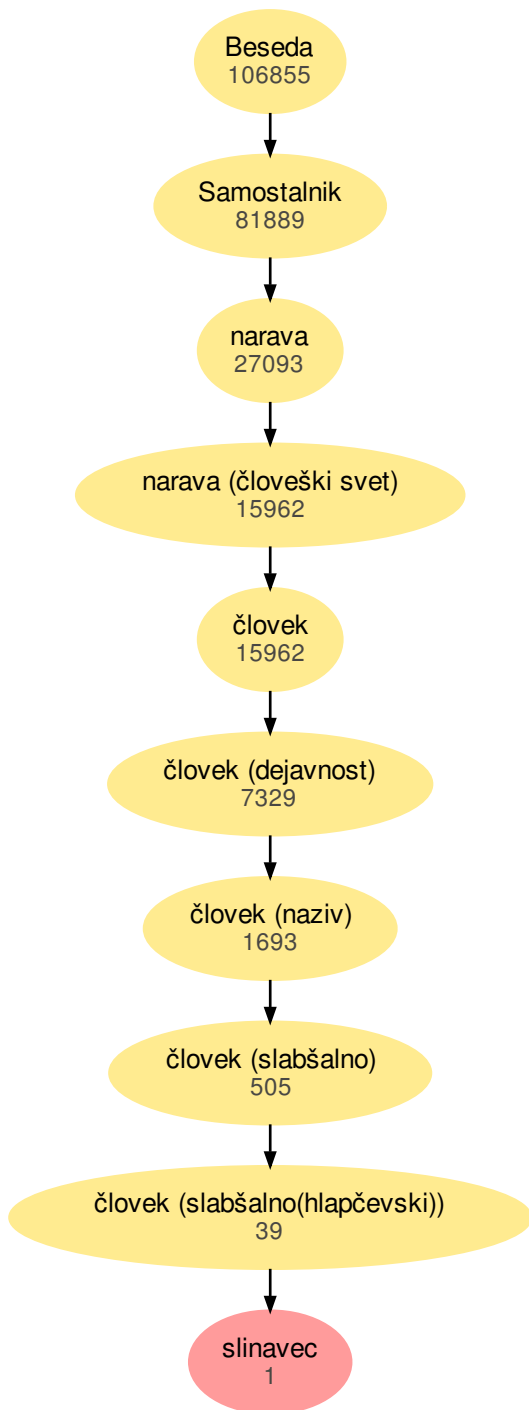 Beseda
106855
Samostalnik
81889
narava
27093
narava (človeški svet)
15962
človek
15962
človek (dejavnost)
7329
človek (naziv)
1693
človek (slabšalno)
505
človek (slabšalno(hlapčevski))
39
slinavec
1